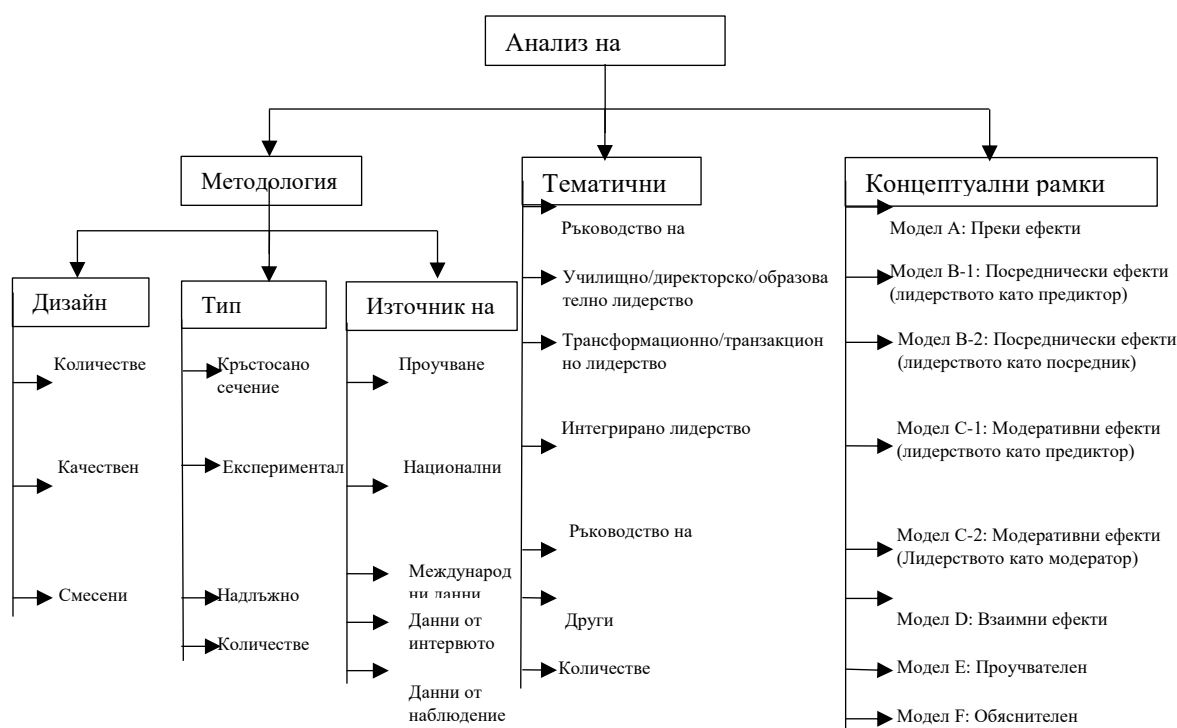 Анализ на
Методология
Тематични
Концептуални рамки
Дизайн
Количестве
Качествен
Смесени
Тип
Кръстосано
сечение
Експериментал
Надлъжно
Количестве
Източник на
Проучване
Национални
Международ
ни данни
Данни от
интервюто
Данни от
наблюдение
Ръководство на
Училищно/директорско/образова
телно лидерство
Трансформационно/транзакцион
но лидерство
Интегрирано лидерство
Ръководство на
Други
Количестве
Модел A: Преки ефекти
Модел B-1: Посреднически ефекти
(лидерството като предиктор)
Модел B-2: Посреднически ефекти
(лидерството като посредник)
Модел C-1: Модеративни ефекти
(лидерството като предиктор)
Модел C-2: Модеративни ефекти
(Лидерството като модератор)
Модел D: Взаимни ефекти
Модел E: Проучвателен
Модел F: Обяснителен